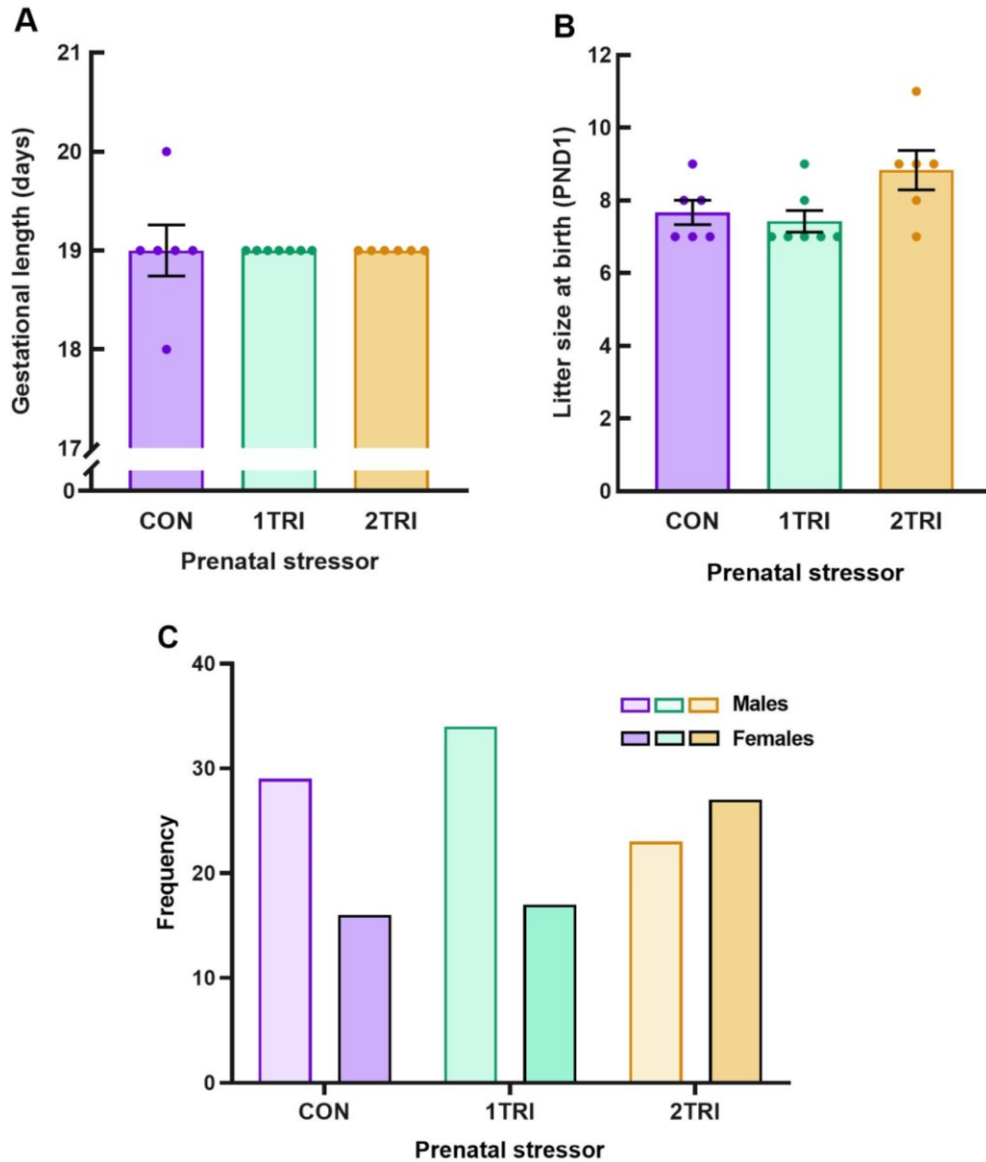 A
Gestational length (days)
21
20
19
18
17
0
CON 1TRI 2TRI
Prenatal stressor
B
Litter size at birth (PND1)
12
10
8
6
4
2
0
CON 1TRI 2TRI
Prenatal stressor
C
Frequency
40
30
20
10
0
Males
Females
CON 1TRI 2TRI
Prenatal stressor